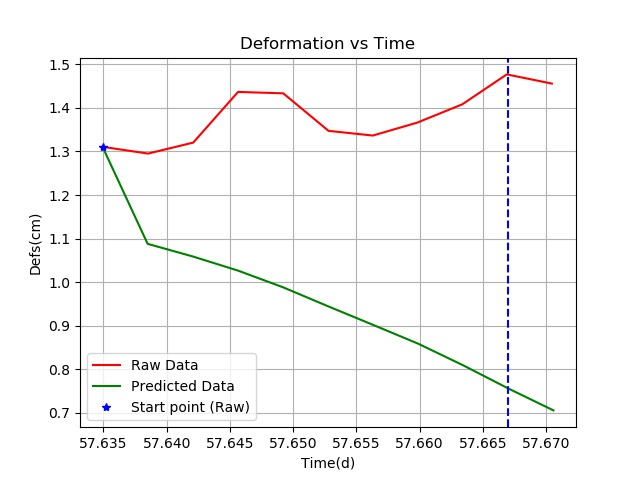 Deformation vs Time
Defs(cm)
1.5
1.4
1.3
1.2
1.1
1.0
0.9
0.8
0.7
Raw Data
Predicted Data
Start point (Raw)
57.635 57.640 57.645 57.650 57.655 57.660 57.665 57.670
Time(d)